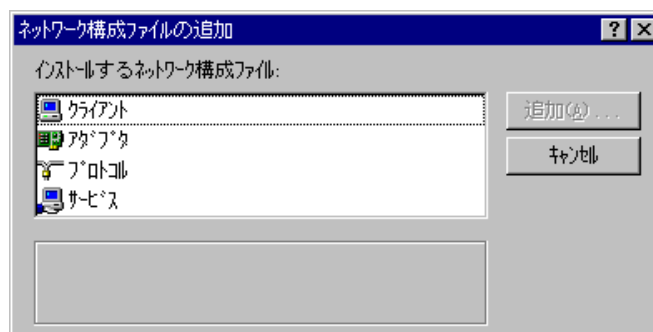 ネットワーク構成ファイルの追加
インストールするネットワーク構成ファイル:
クライアント
アダプタ
プロトコル
サービス
追加(A)...
キャンセル